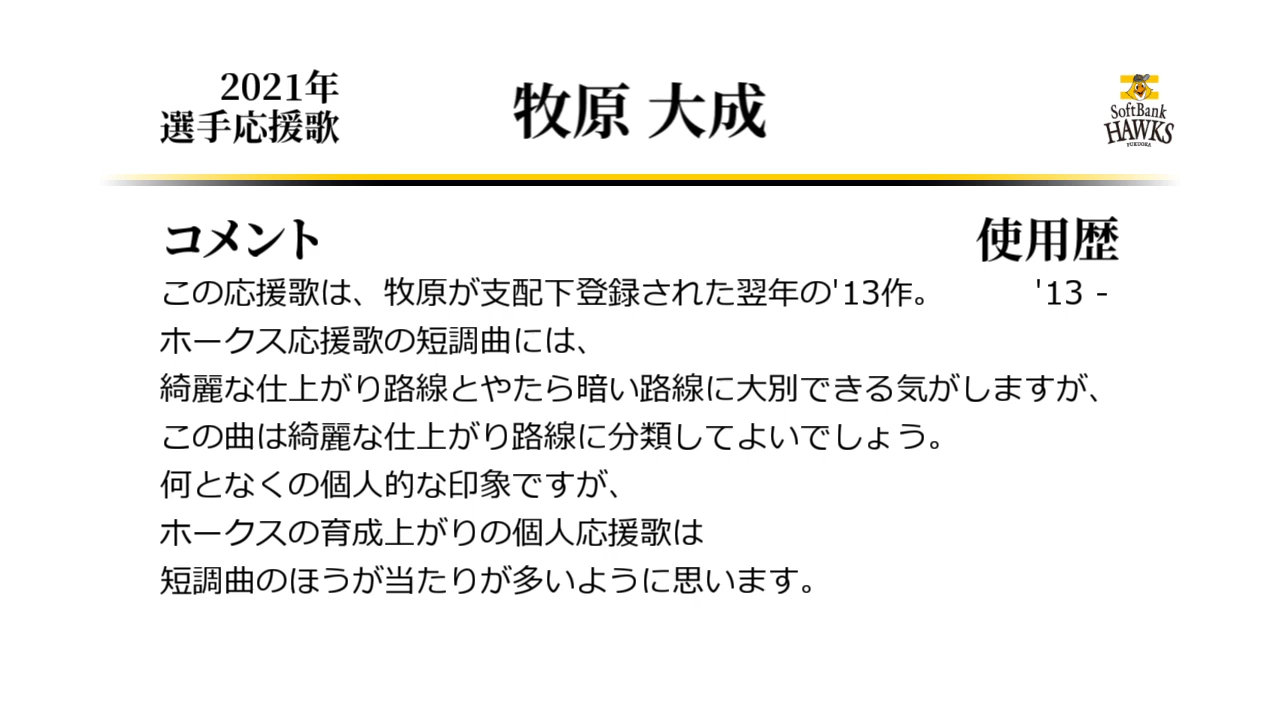 2021年
選手応援歌
牧原 大成
SoftBank
HAWKS
FUKUOKA
コメント
使用歴
この応援歌は、牧原が支配下登録された翌年の'13作。
'13 -
ホークス応援歌の短調曲には、
綺麗な仕上がり路線とやたら暗い路線に大別できる気がしますが、
この曲は綺麗な仕上がり路線に分類してよいでしょう。
何となくの個人的な印象ですが、
ホークスの育成上がりの個人応援歌は
短調曲のほうが当たりが多いように思います。